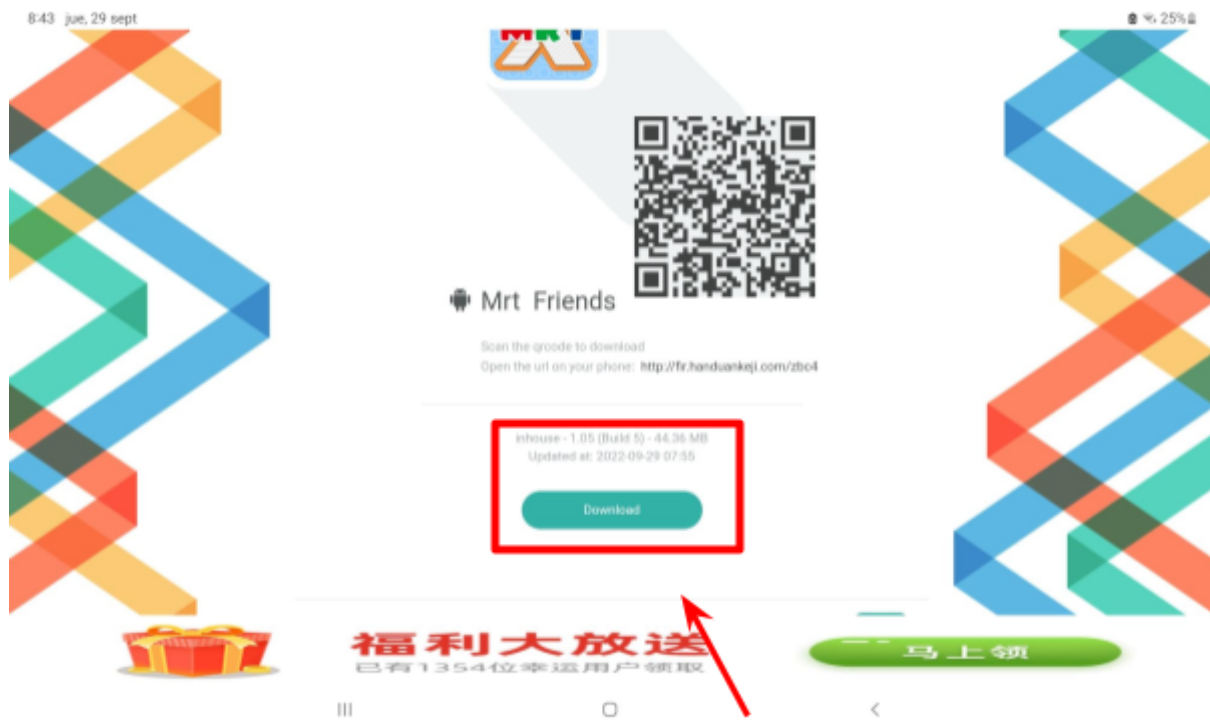 8:43 jue, 29 sept
25%
MRT
Mrt Friends
Scan the qrcode to download
Open the url on your phone: http://fir.handuankeji.com/zbc4
inhouse - 1.05 (Build 5) - 44.36 MB
Updated at: 2022-09-29 07:55
Download
福利大放送
已有1354位幸运用户领取
马上领